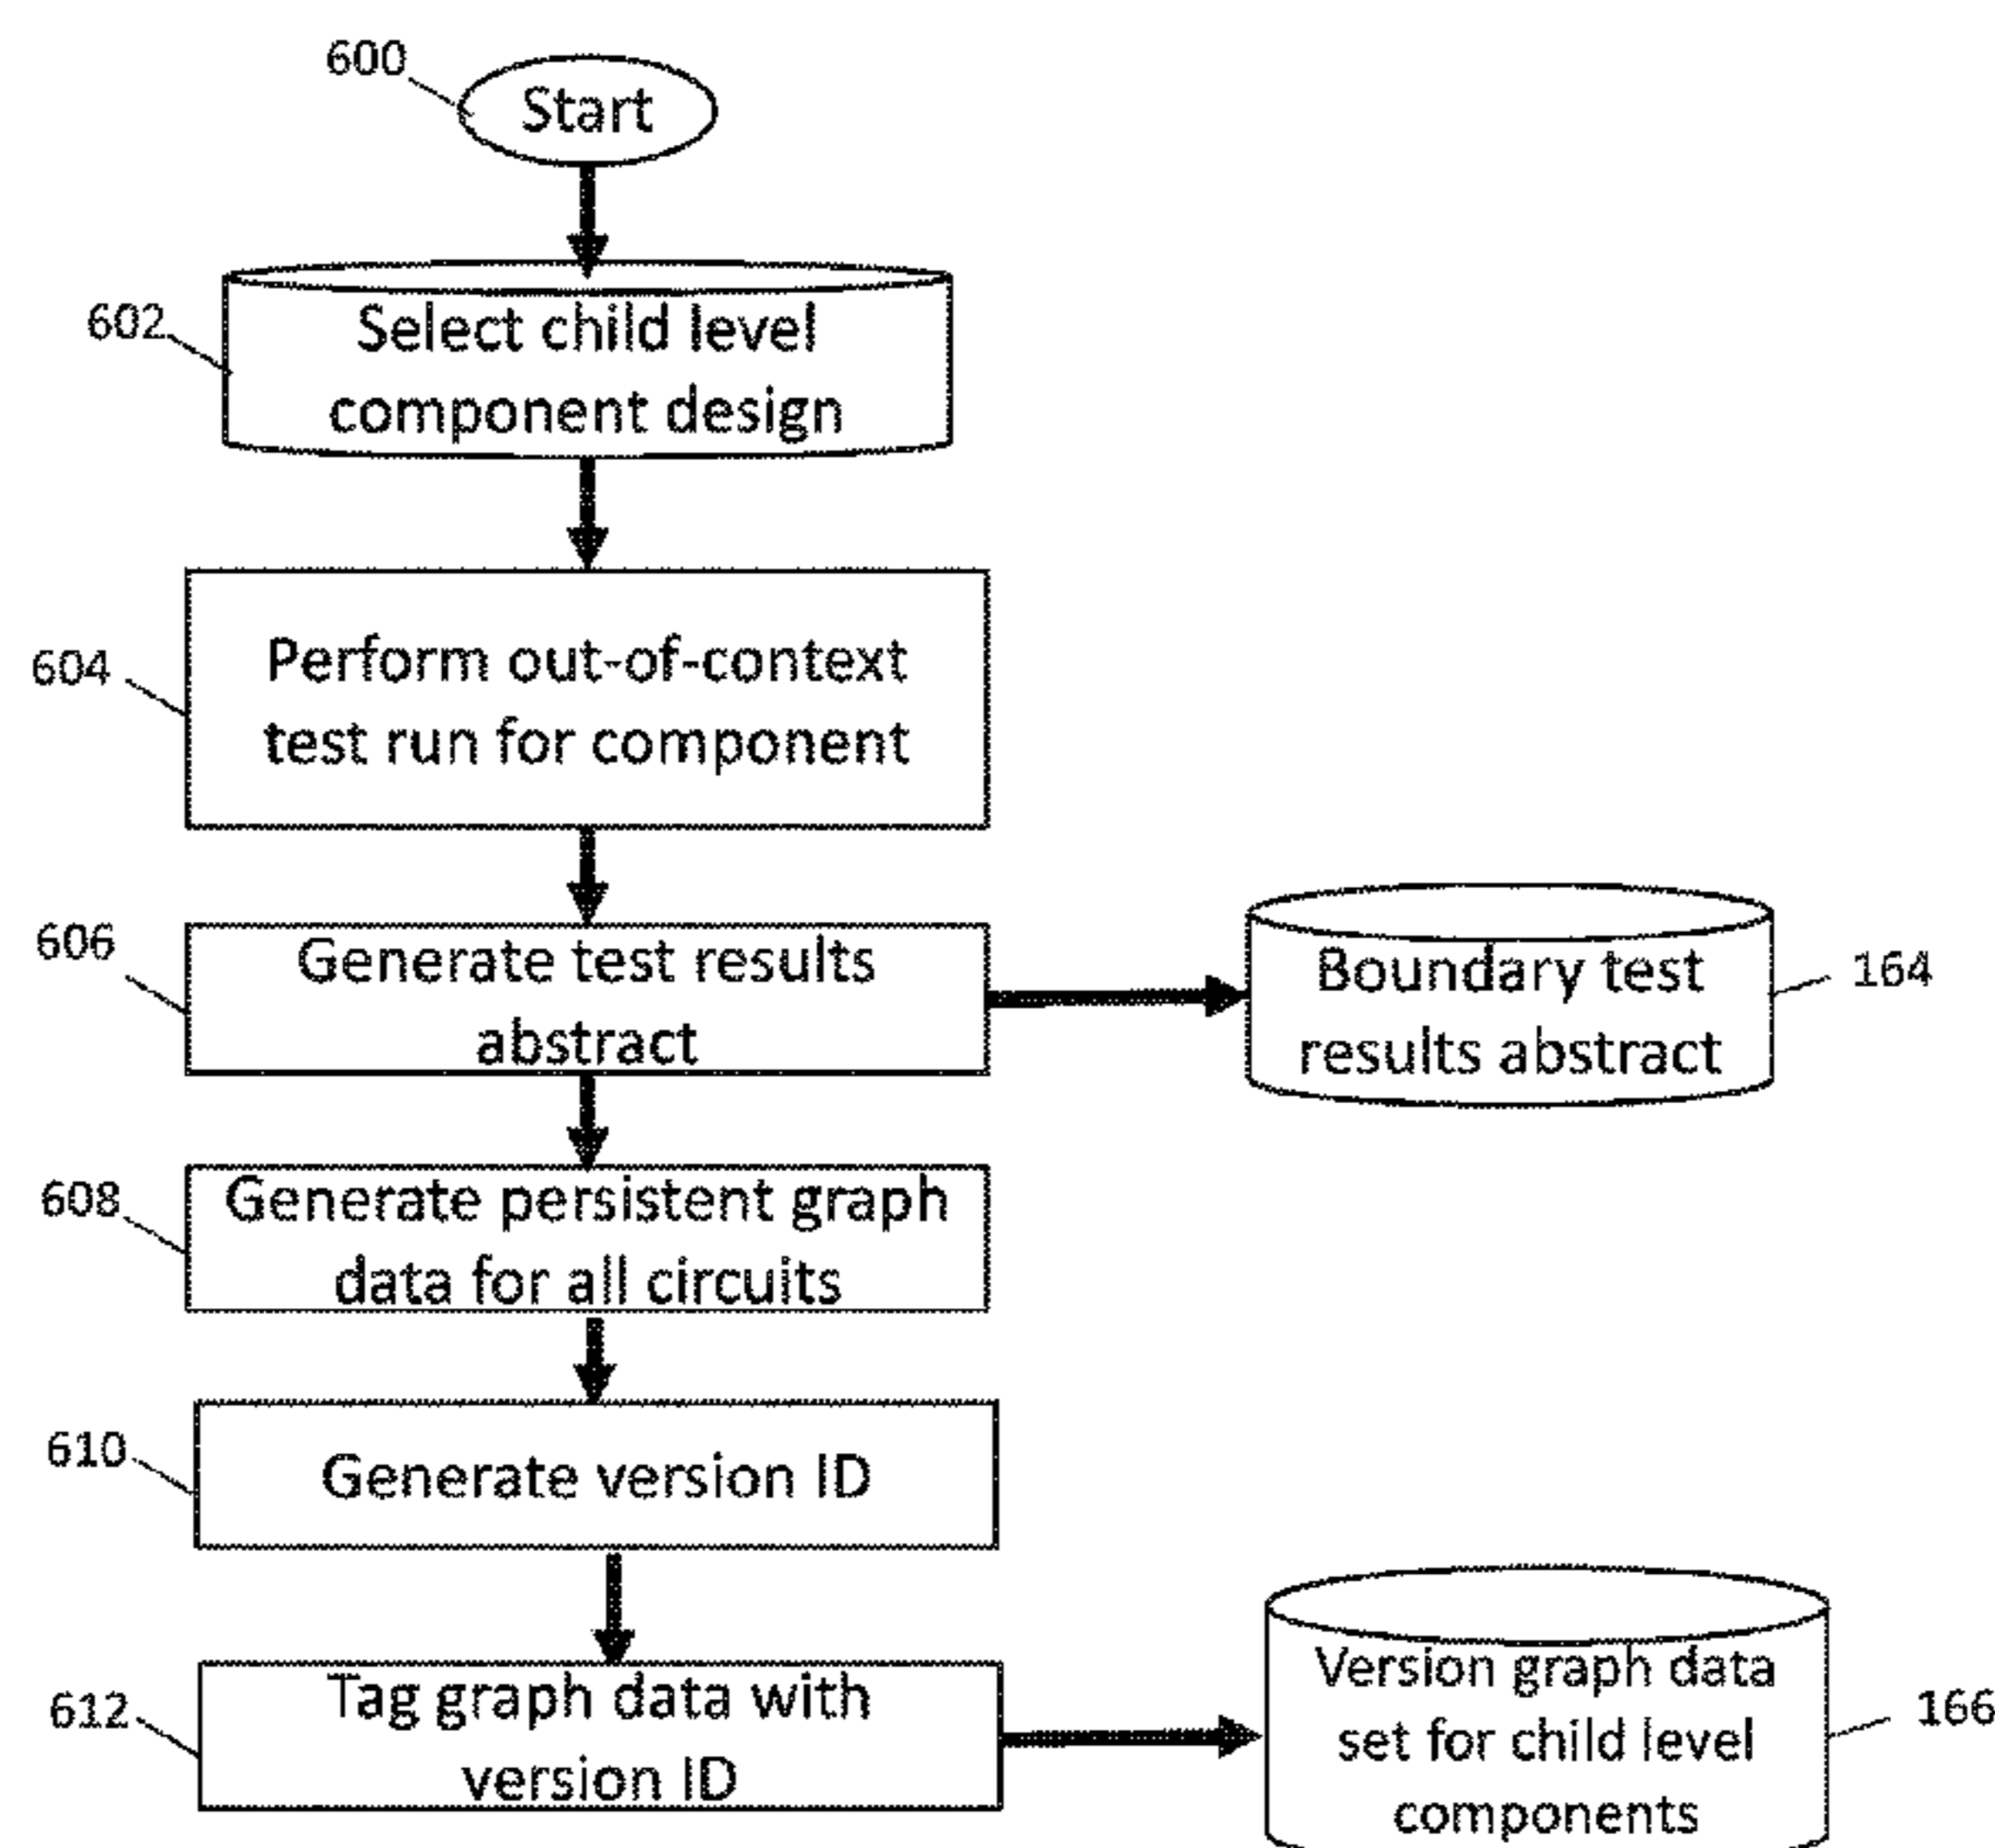 600
Start
602
Select child level
component design
604
Perform out-of-context
test run for component
606
Generate test results
abstract
Boundary test
results abstract
164
608
Generate persistent graph
data for all circuits
610
Generate version ID
612
Tag graph data with
version ID
Version graph data
set for child level
components
166